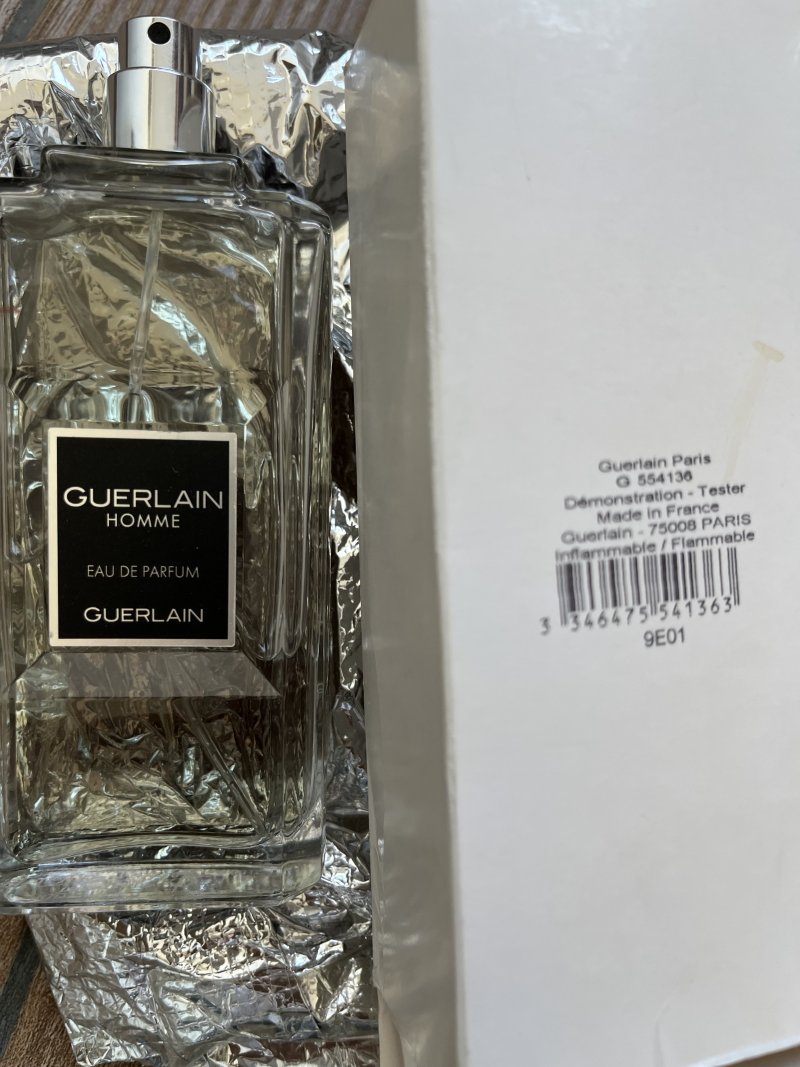 GUERLAIN
HOMME
EAU DE PARFUM
GUERLAIN
Guerlain Paris
G 554136
Démonstration - Tester
Made in France
Guerlain - 75008 PARIS
Inflammable / Flammable
3 346475 541363
9E01